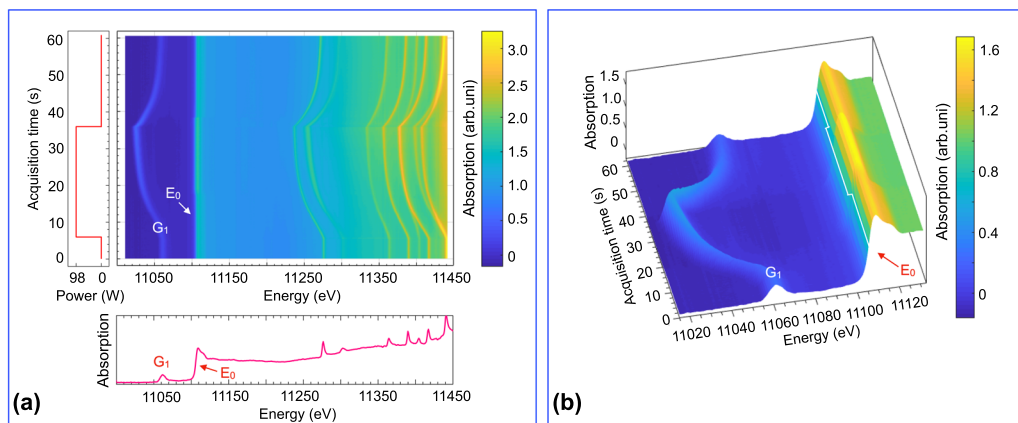 60
50
40
30
20
10
0
Acquisition time (s)
98 0
Power (W)
E₀
G₁
11050 11150 11250 11350 11450
Energy (eV)
3.0
2.5
2.0
1.5
1.0
0.5
0
Absorption (arb.uni)
Absorption
G₁
E₀
11050 11150 11250 11350 11450
Energy (eV)
(a)
1.5
1.0
0.5
0
Absorption
60
50
40
30
20
10
0
Acquisition time (s)
G₁
E₀
11020 11040 11060 11080 11100 11120
Energy (eV)
1.6
1.2
0.8
0.4
0
Absorption (arb.uni)
(b)